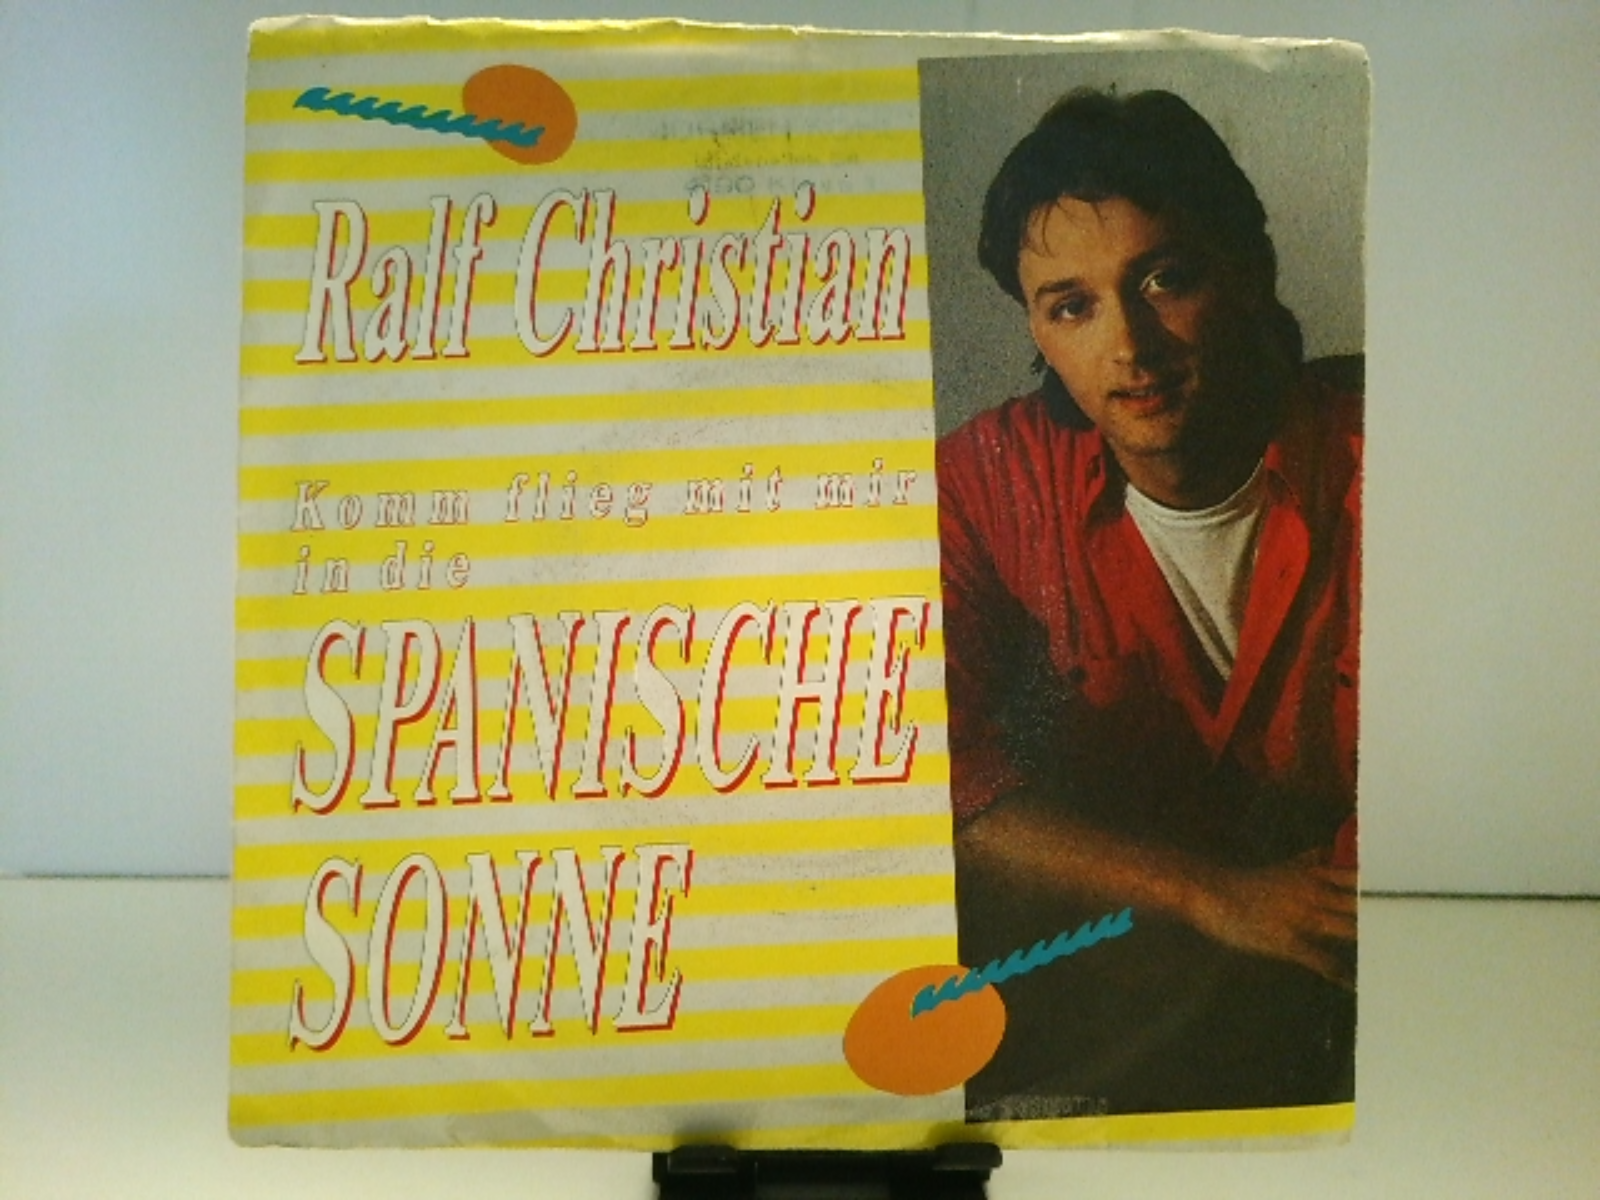 Ralf Christian
Komm flieg mit mir
in die
SPANISCHE
SONNE